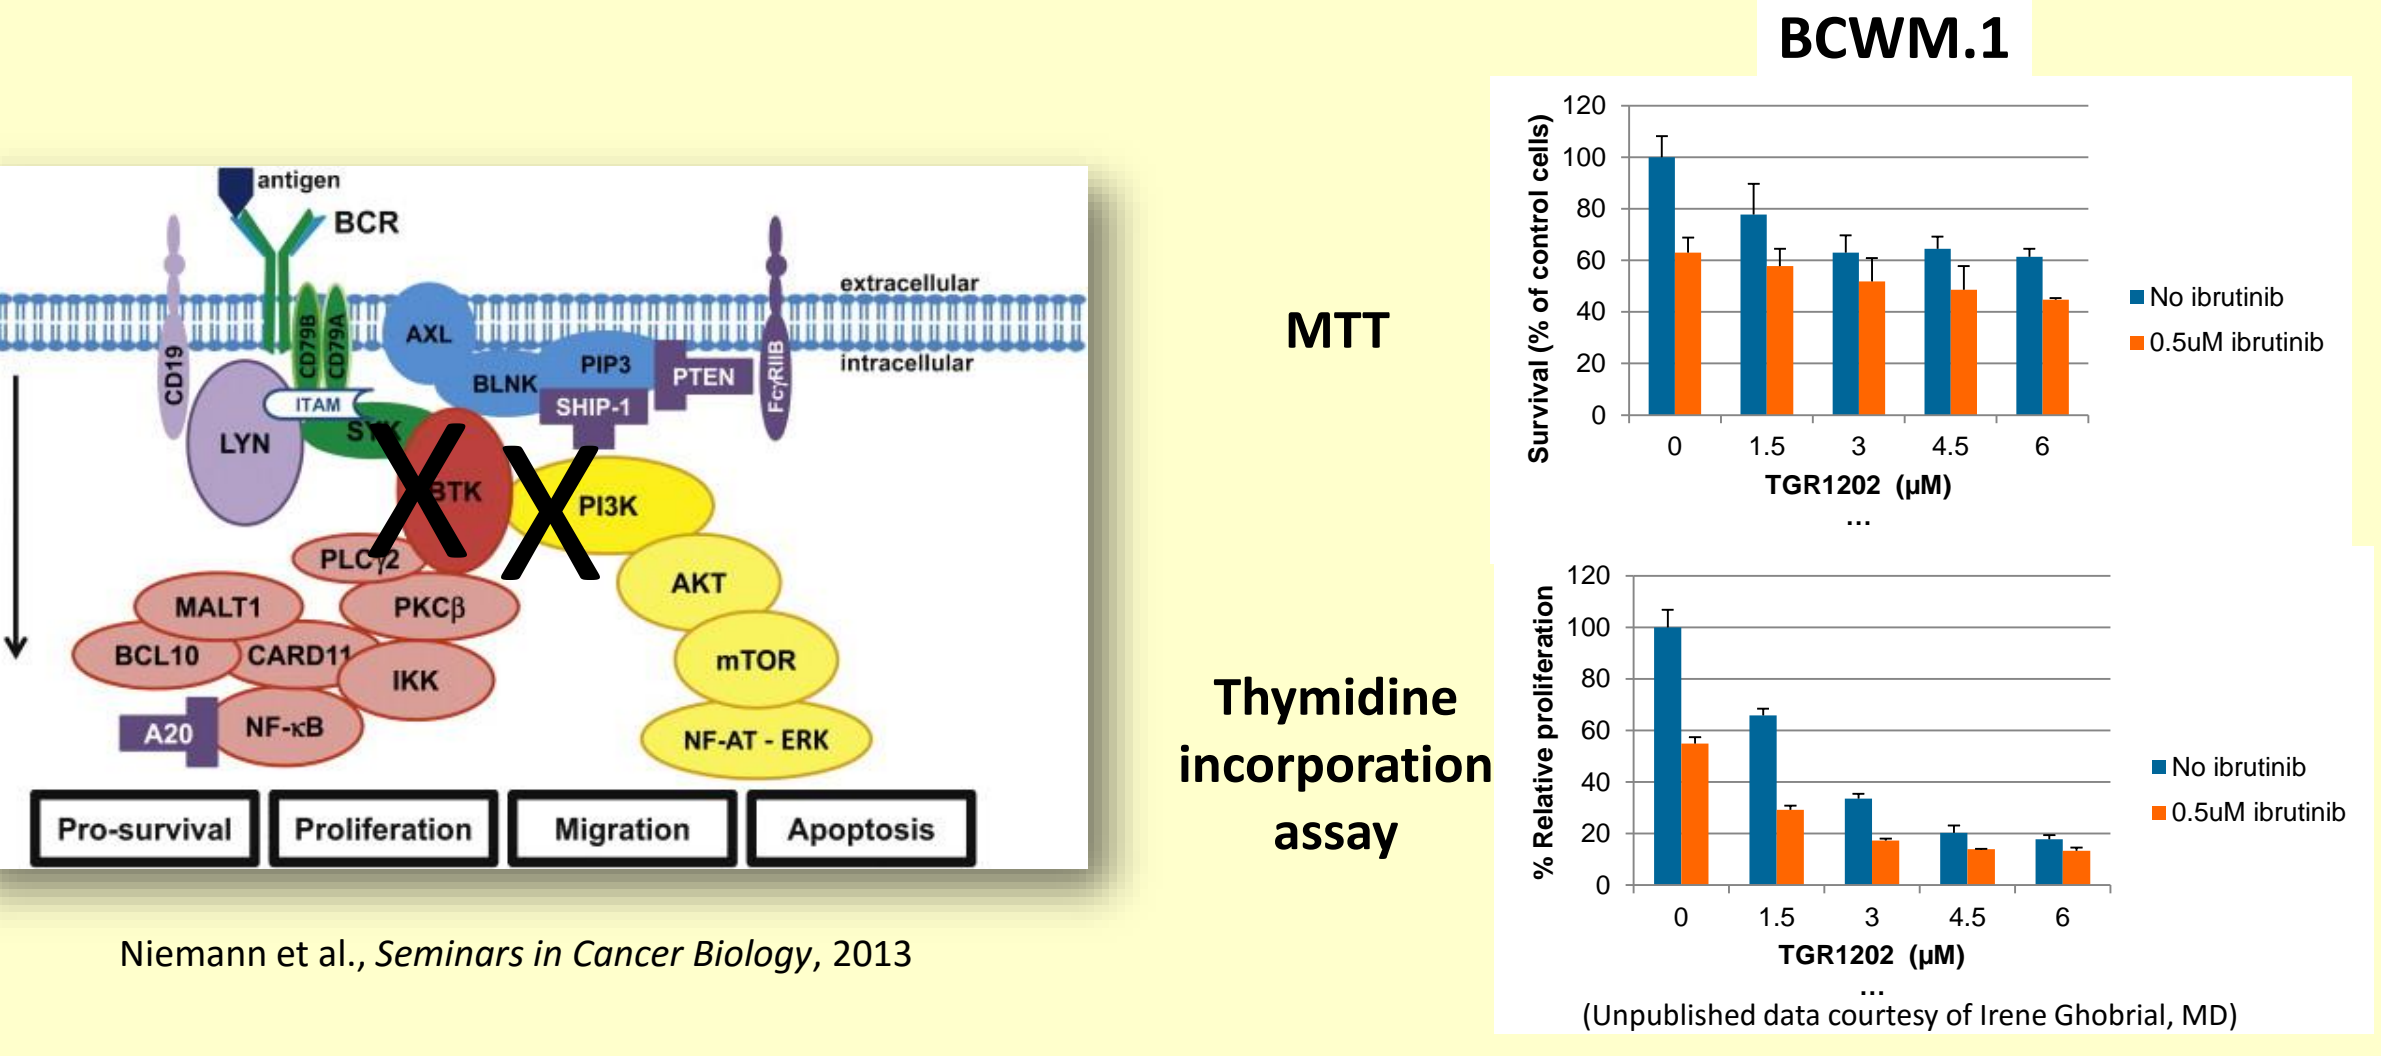 BCWM.1
antigen
BCR
extracellular
intracellular
CD19
CD79B
CD79A
AXL
BLNK
PIP3
PTEN
FcγRIIB
SHIP-1
ITAM
LYN
SYK
BTK
X
X
PI3K
PLCγ2
AKT
MALT1
PKCβ
BCL10
CARD11
IKK
mTOR
A20
NF-κB
NF-AT - ERK
Pro-survival
Proliferation
Migration
Apoptosis
Niemann et al., Seminars in Cancer Biology, 2013
MTT
Survival (% of control cells)
120
100
80
60
40
20
0
0 1.5 3 4.5 6
TGR1202 (µM)
...
No ibrutinib
0.5uM ibrutinib
Thymidine
incorporation
assay
% Relative proliferation
120
100
80
60
40
20
0
0 1.5 3 4.5 6
TGR1202 (µM)
...
No ibrutinib
0.5uM ibrutinib
(Unpublished data courtesy of Irene Ghobrial, MD)